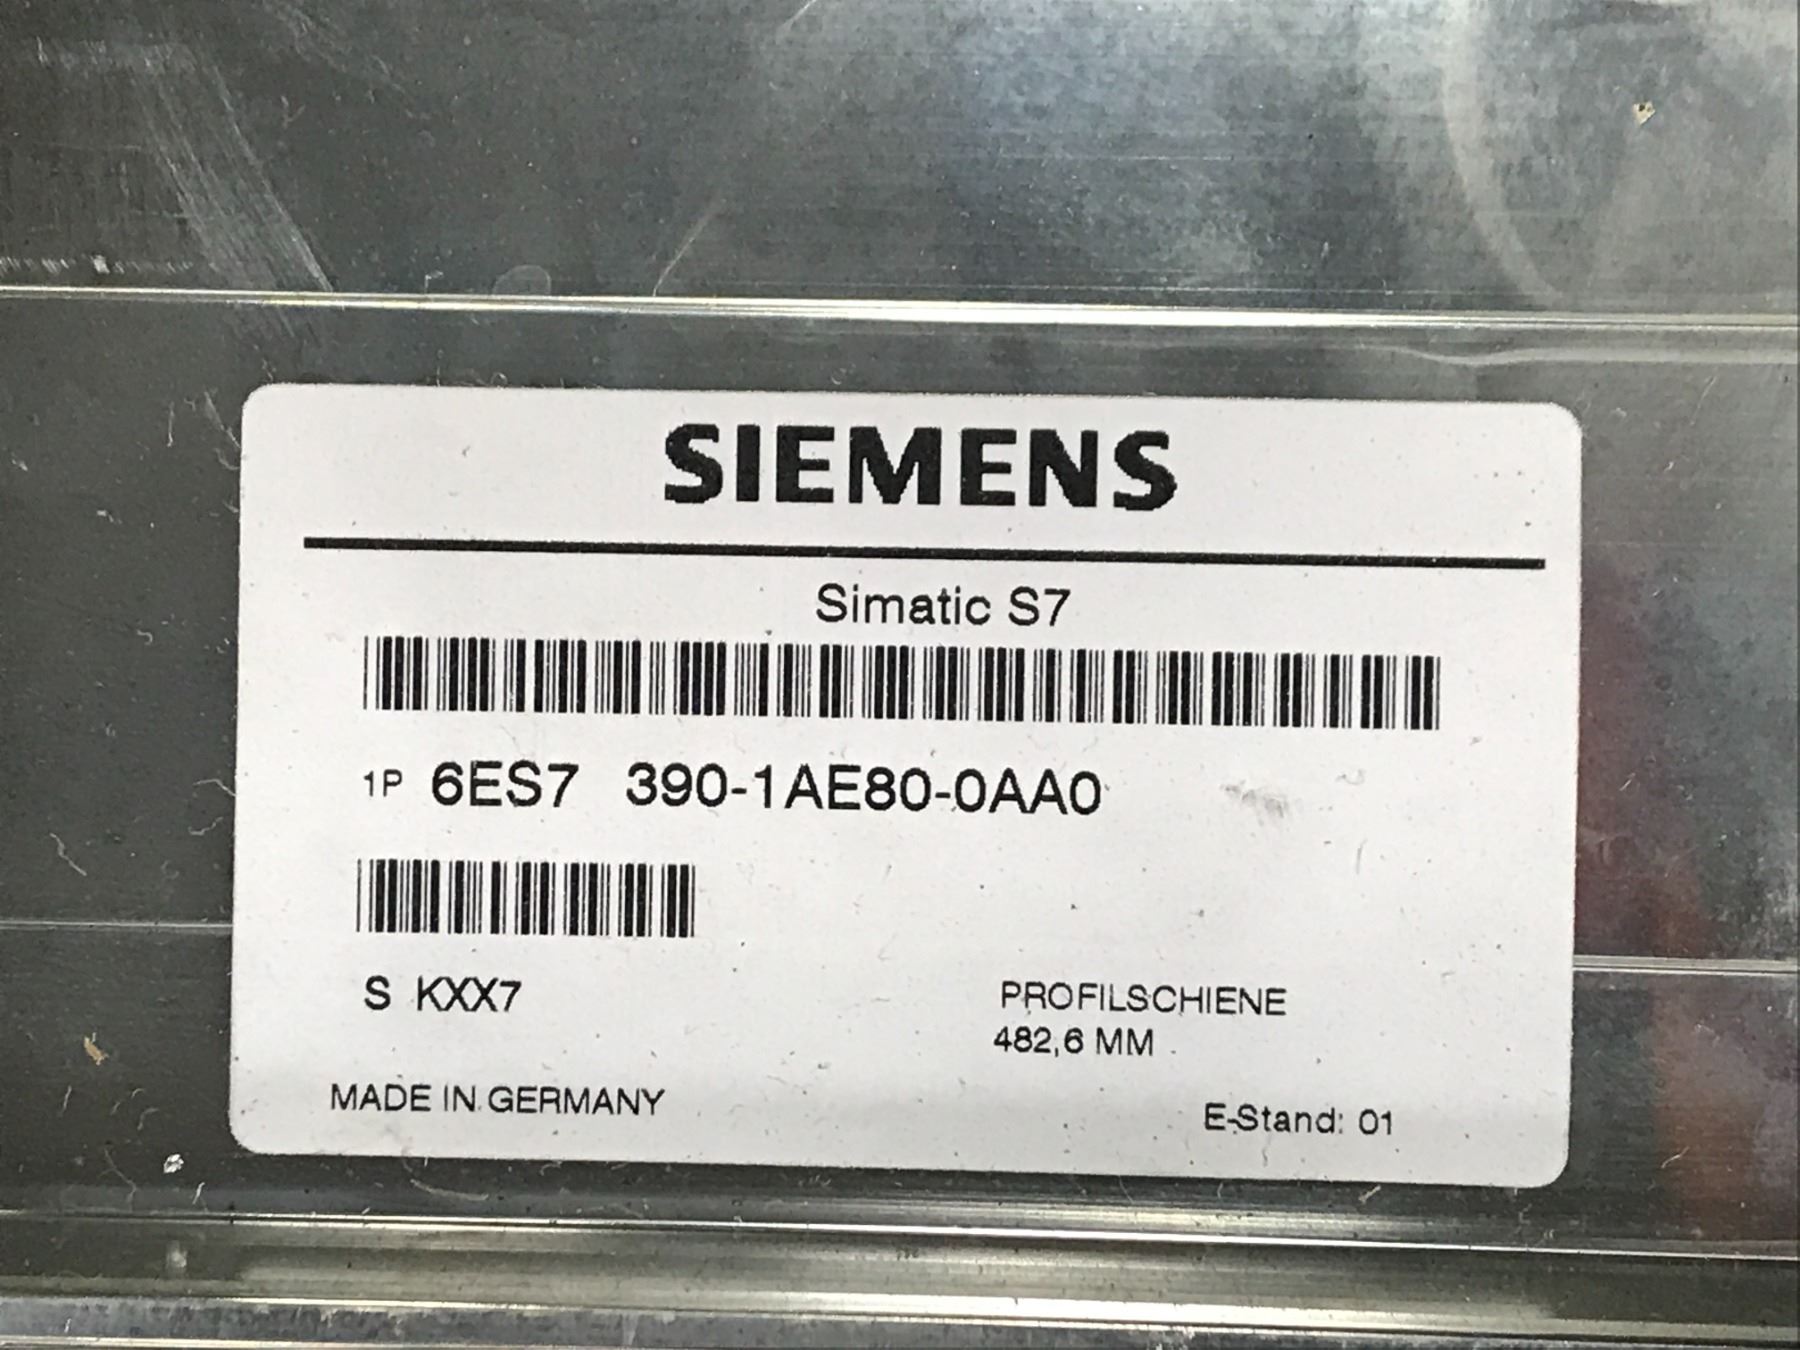 SIEMENS
Simatic S7
1P 6ES7 390-1AE80-0AA0
S KXX7
PROFILSCHIENE
482,6 MM
MADE IN GERMANY
E-Stand: 01